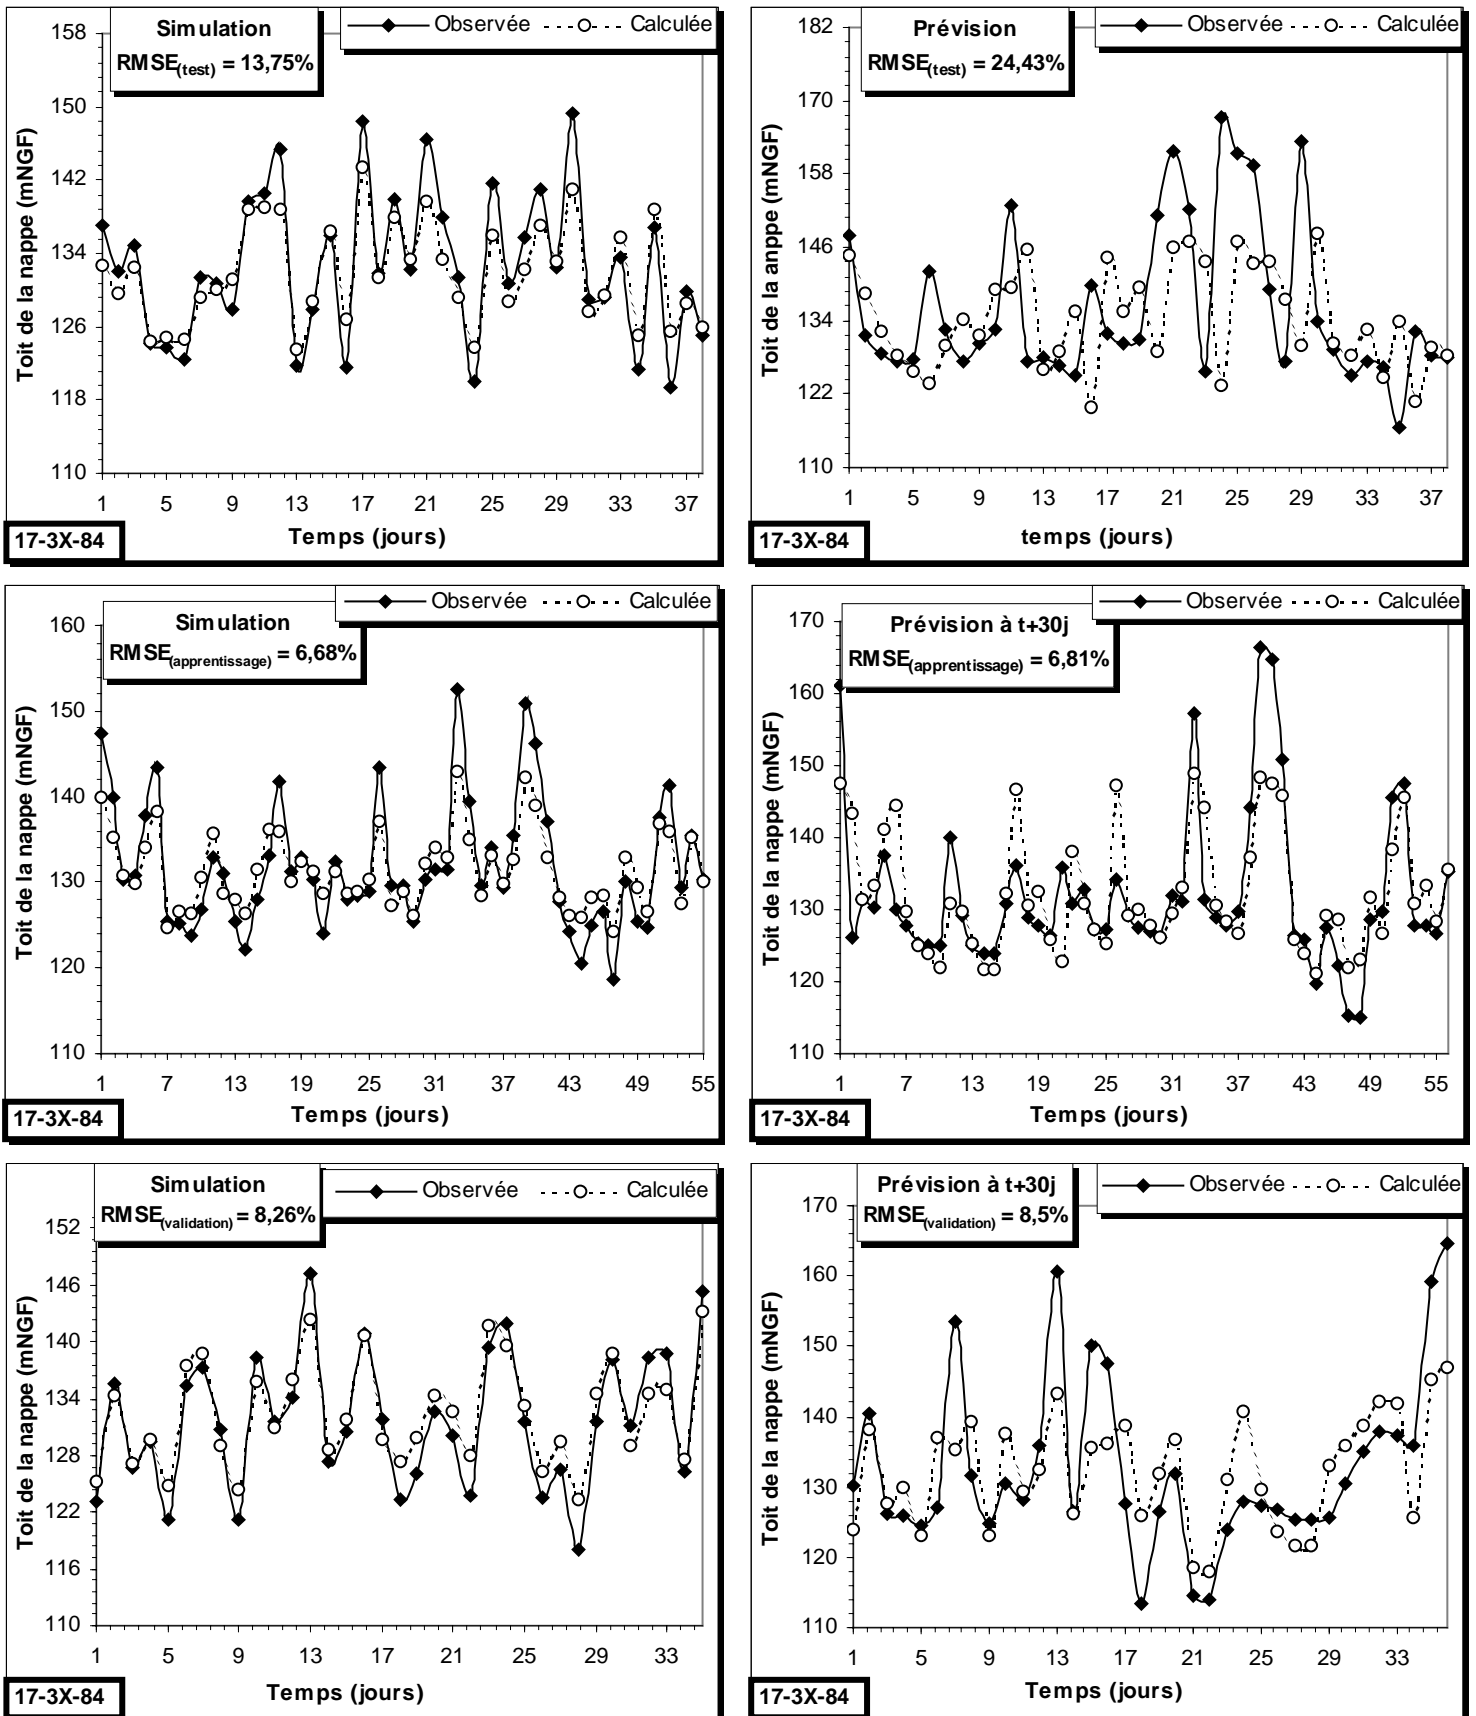 Simulation
RMSE(test) = 13,75%
Observée Calculée
158
150
142
134
126
118
110
Toit de la nappe (mNGF)
1 5 9 13 17 21 25 29 33 37
Temps (jours)
17-3X-84
Prévision
RMSE(test) = 24,43%
Observée Calculée
182
170
158
146
134
122
110
Toit de la anppe (mNGF)
1 5 9 13 17 21 25 29 33 37
temps (jours)
17-3X-84
Simulation
RMSE(apprentissage) = 6,68%
Observée Calculée
160
150
140
130
120
110
Toit de la nappe (mNGF)
1 7 13 19 25 31 37 43 49 55
Temps (jours)
17-3X-84
Prévision à t+30j
RMSE(apprentissage) = 6,81%
Observée Calculée
170
160
150
140
130
120
110
Toit de la nappe (mNGF)
1 7 13 19 25 31 37 43 49 55
Temps (jours)
17-3X-84
Simulation
RMSE(validation) = 8,26%
Observée Calculée
152
146
140
134
128
122
116
110
Toit de la nappe (mNGF)
1 5 9 13 17 21 25 29 33
Temps (jours)
17-3X-84
Prévision à t+30j
RMSE(validation) = 8,5%
Observée Calculée
170
160
150
140
130
120
110
Toit de la nappe (mNGF)
1 5 9 13 17 21 25 29 33
Temps (jours)
17-3X-84